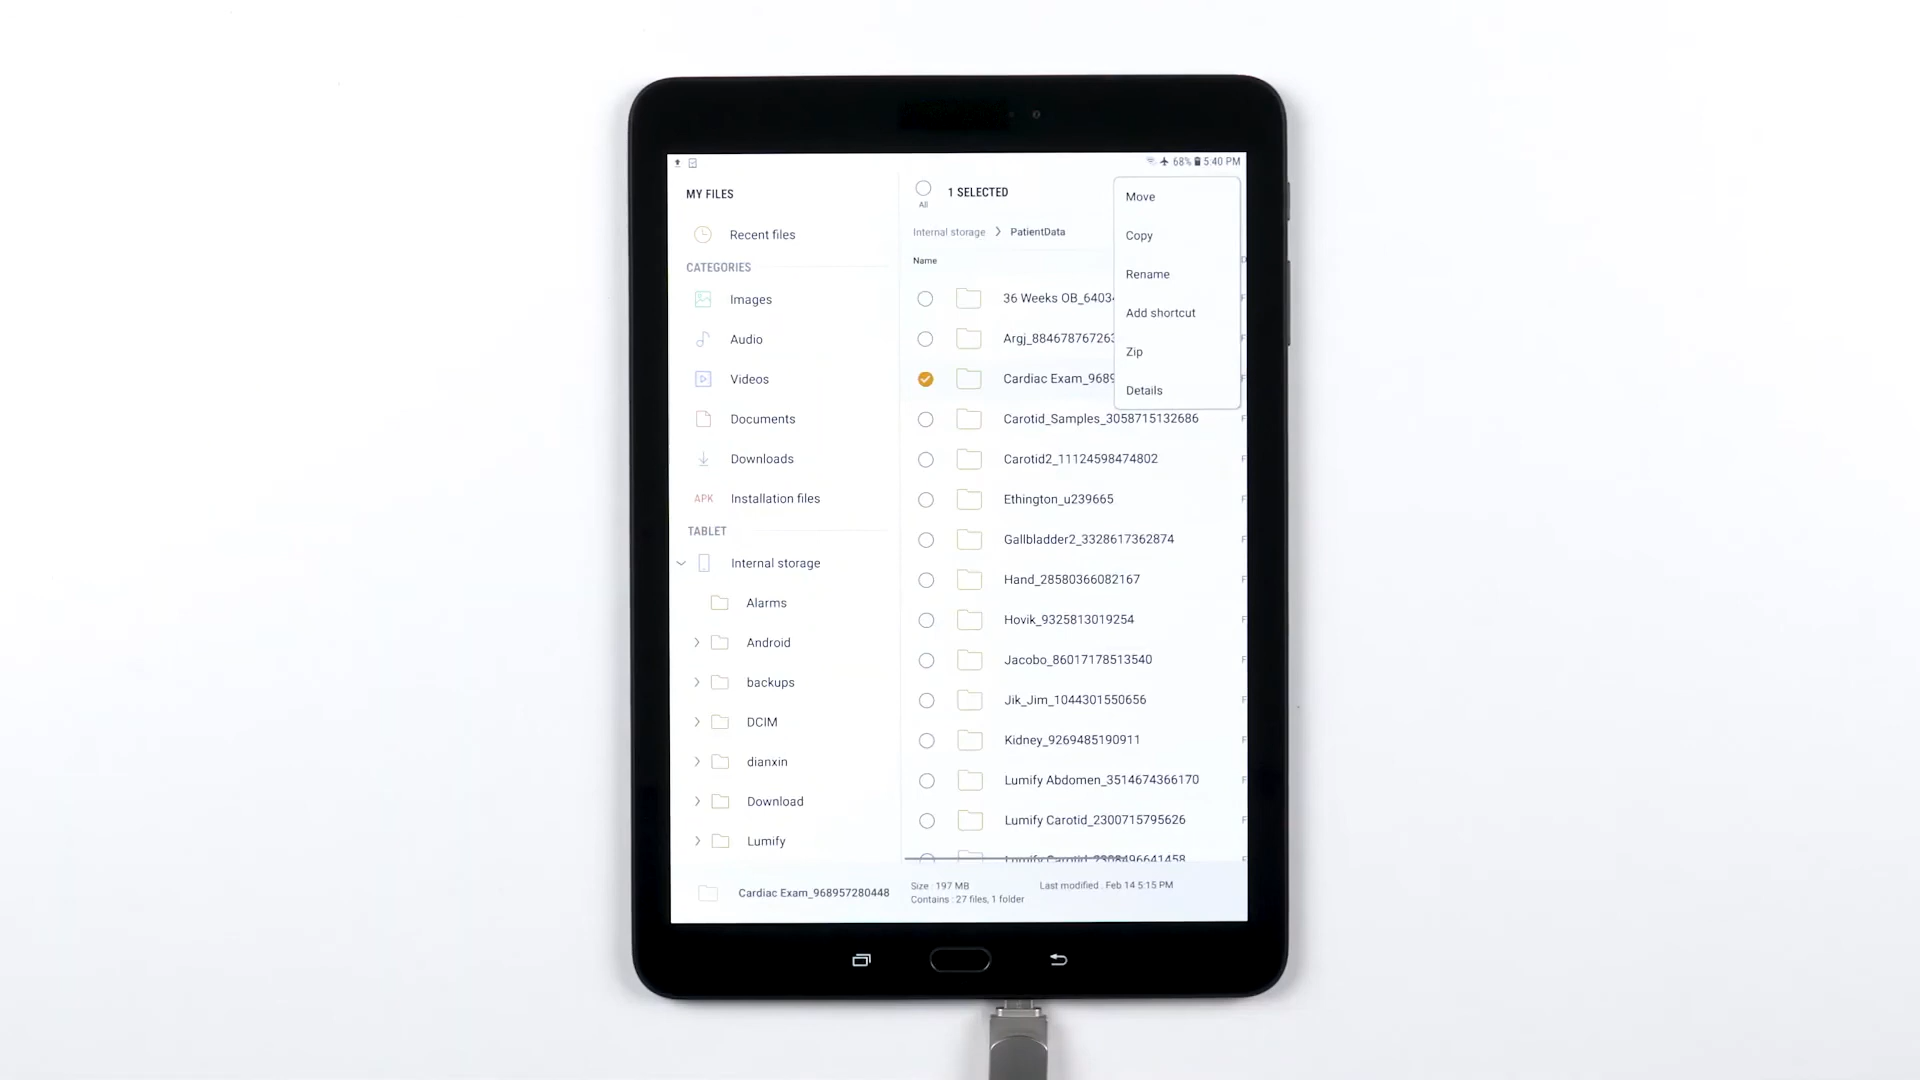 68% 5:40 PM
MY FILES
Recent files
CATEGORIES
Images
Audio
Videos
Documents
Downloads
APK Installation files
TABLET
Internal storage
Alarms
Android
backups
DCIM
dianxin
Download
Lumify
All
1 SELECTED
Internal storage > PatientData
Name
36 Weeks OB_6403
Argj_884678767263
Cardiac Exam_9689
Carotid_Samples_3058715132686
Carotid2_11124598474802
Ethington_u239665
Gallbladder2_3328617362874
Hand_28580366082167
Hovik_9325813019254
Jacobo_86017178513540
Jik_Jim_1044301550656
Kidney_9269485190911
Lumify Abdomen_3514674366170
Lumify Carotid_2300715795626
Lumify Carotid_2308496641458
Move
Copy
Rename
Add shortcut
Zip
Details
Cardiac Exam_968957280448
Size : 197 MB
Contains : 27 files, 1 folder
Last modified : Feb 14 5:15 PM